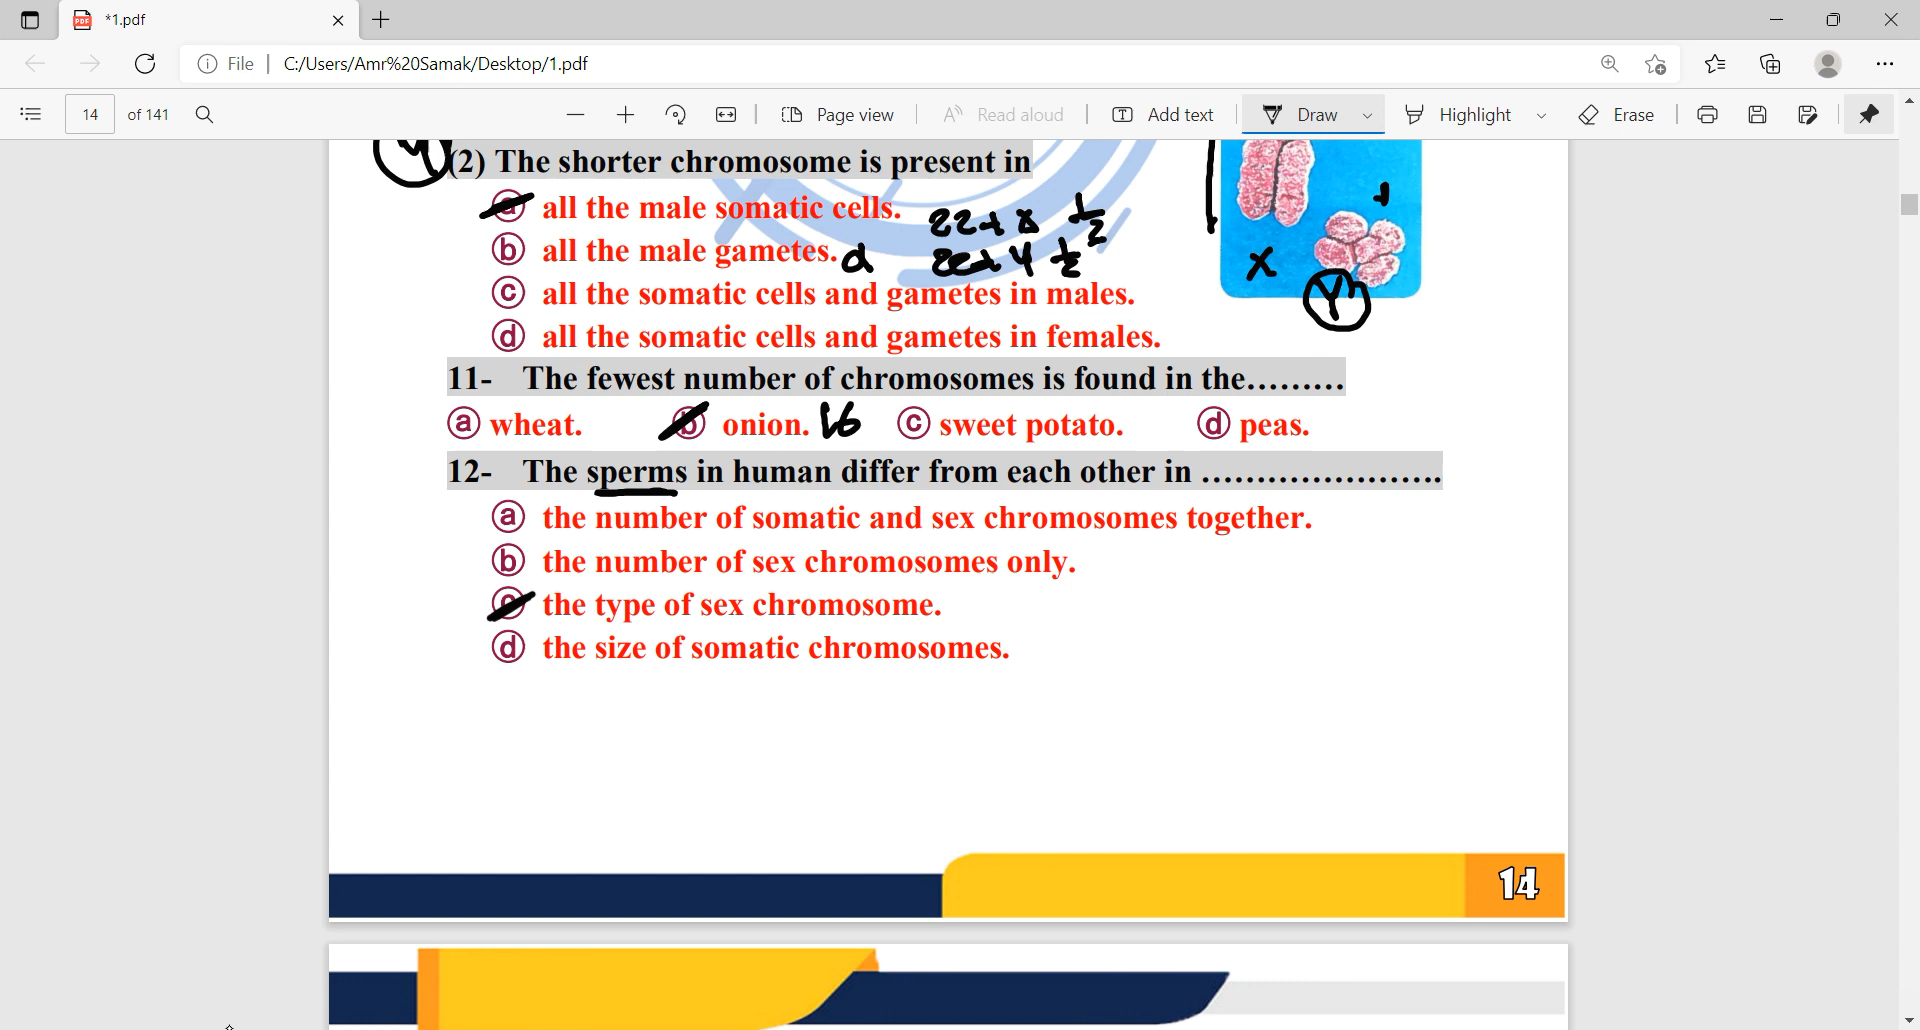 *1.pdf
File | C:/Users/Amr%20Samak/Desktop/1.pdf
14 of 141 Page view Read aloud Add text Draw Highlight Erase
Y (2) The shorter chromosome is present in
ⓐ all the male somatic cells. 22+X 1/2
ⓑ all the male gametes. 22+Y 1/2
ⓒ all the somatic cells and gametes in males.
X Y
ⓓ all the somatic cells and gametes in females.
11- The fewest number of chromosomes is found in the.........
ⓐ wheat. ⓑ onion. 16 ⓒ sweet potato. ⓓ peas.
12- The sperms in human differ from each other in ........................
ⓐ the number of somatic and sex chromosomes together.
ⓑ the number of sex chromosomes only.
ⓒ the type of sex chromosome.
ⓓ the size of somatic chromosomes.
14